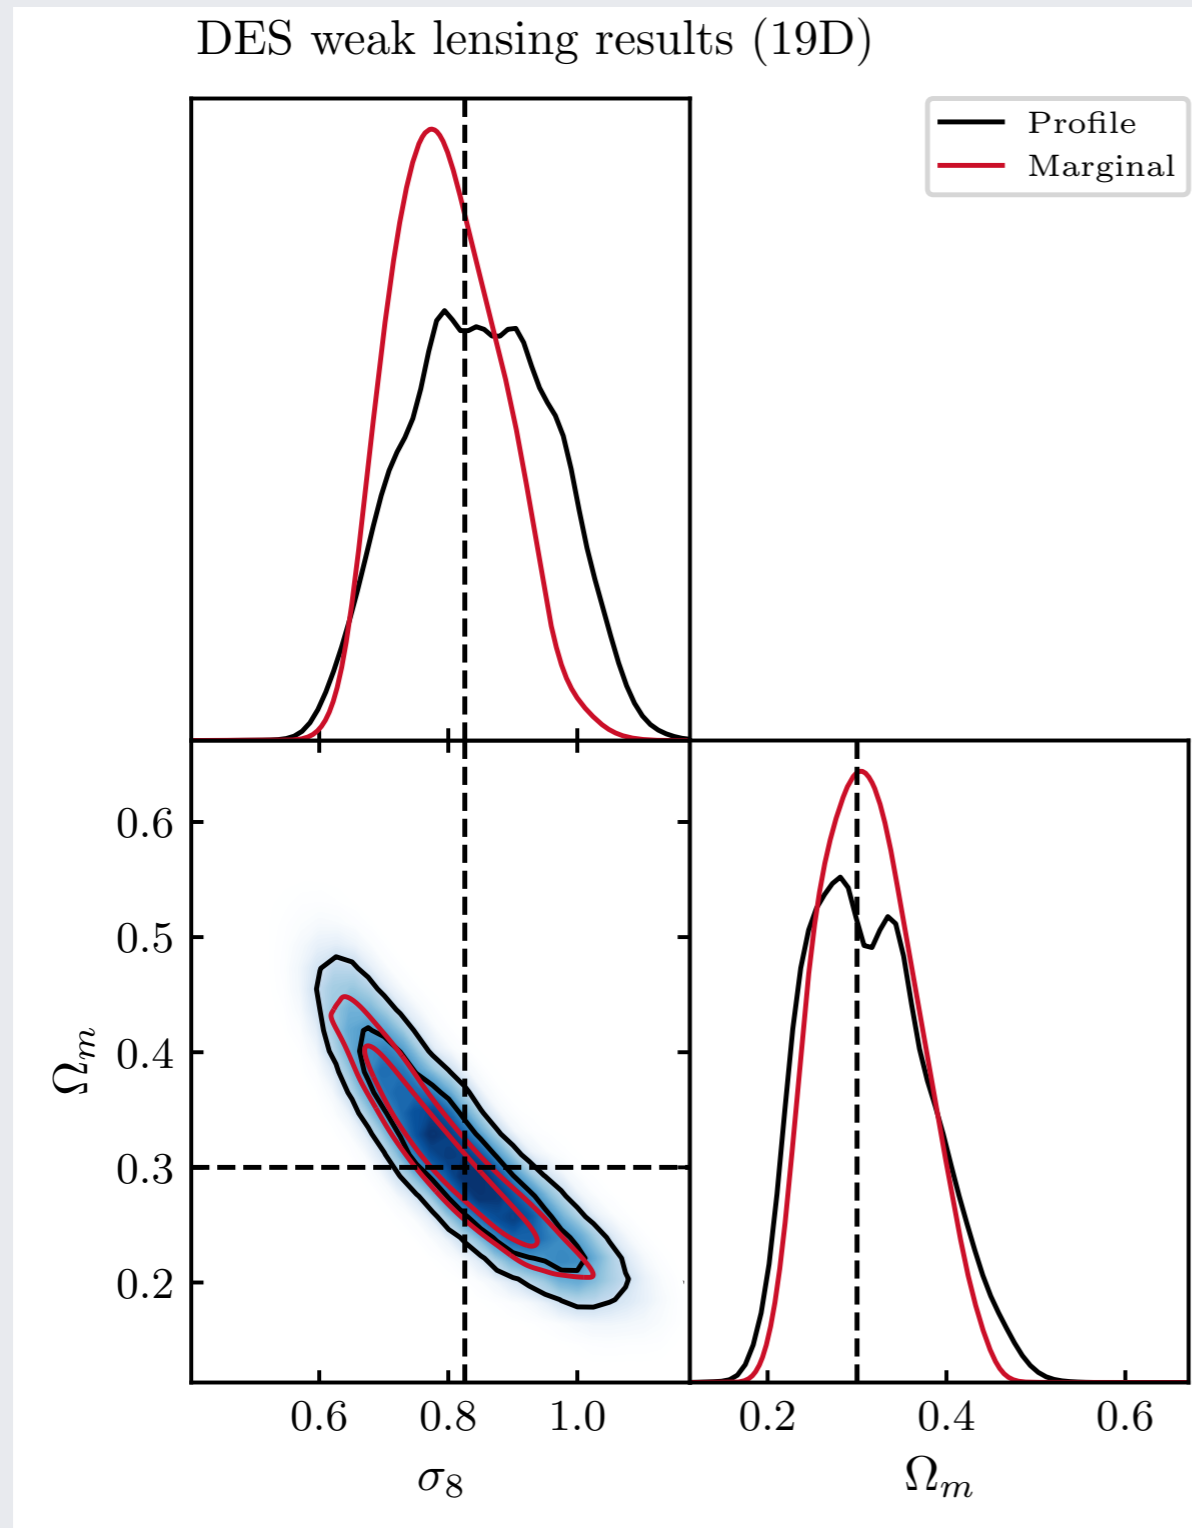 DES weak lensing results (19D)
Profile
Marginal
0.6
0.5
0.4
0.3
0.2
Ωₘ
0.6 0.8 1.0
0.2 0.4 0.6
σ₈
Ωₘ